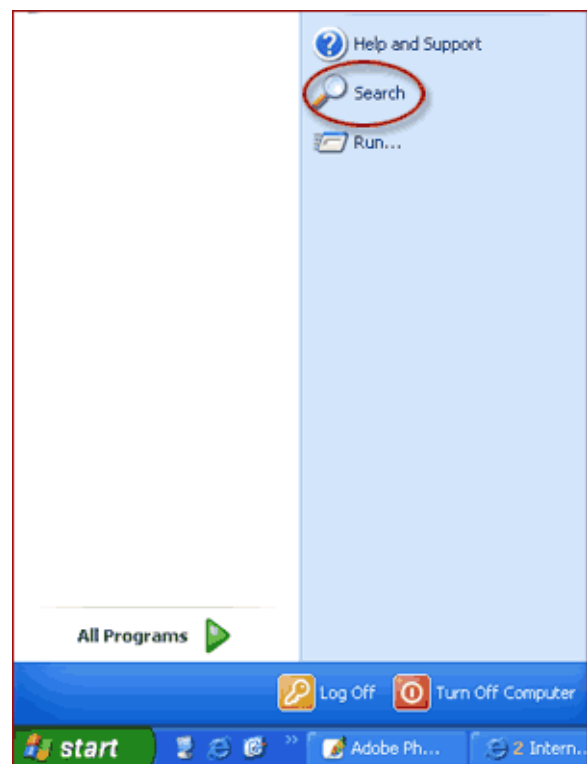 Help and Support
Search
Run...
All Programs
Log Off
Turn Off Computer
start
»
Adobe Ph...
2 Intern...